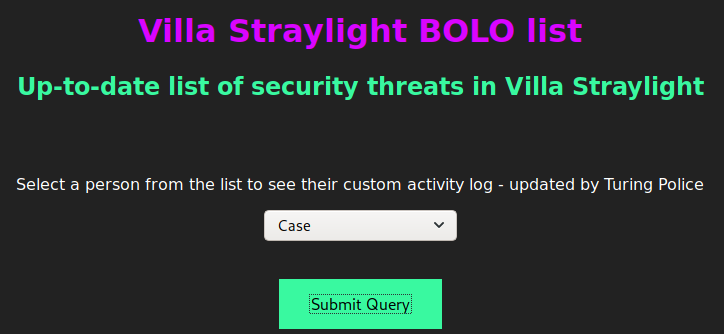 Villa Straylight BOLO list
Up-to-date list of security threats in Villa Straylight
Select a person from the list to see their custom activity log - updated by Turing Police
Case
Submit Query